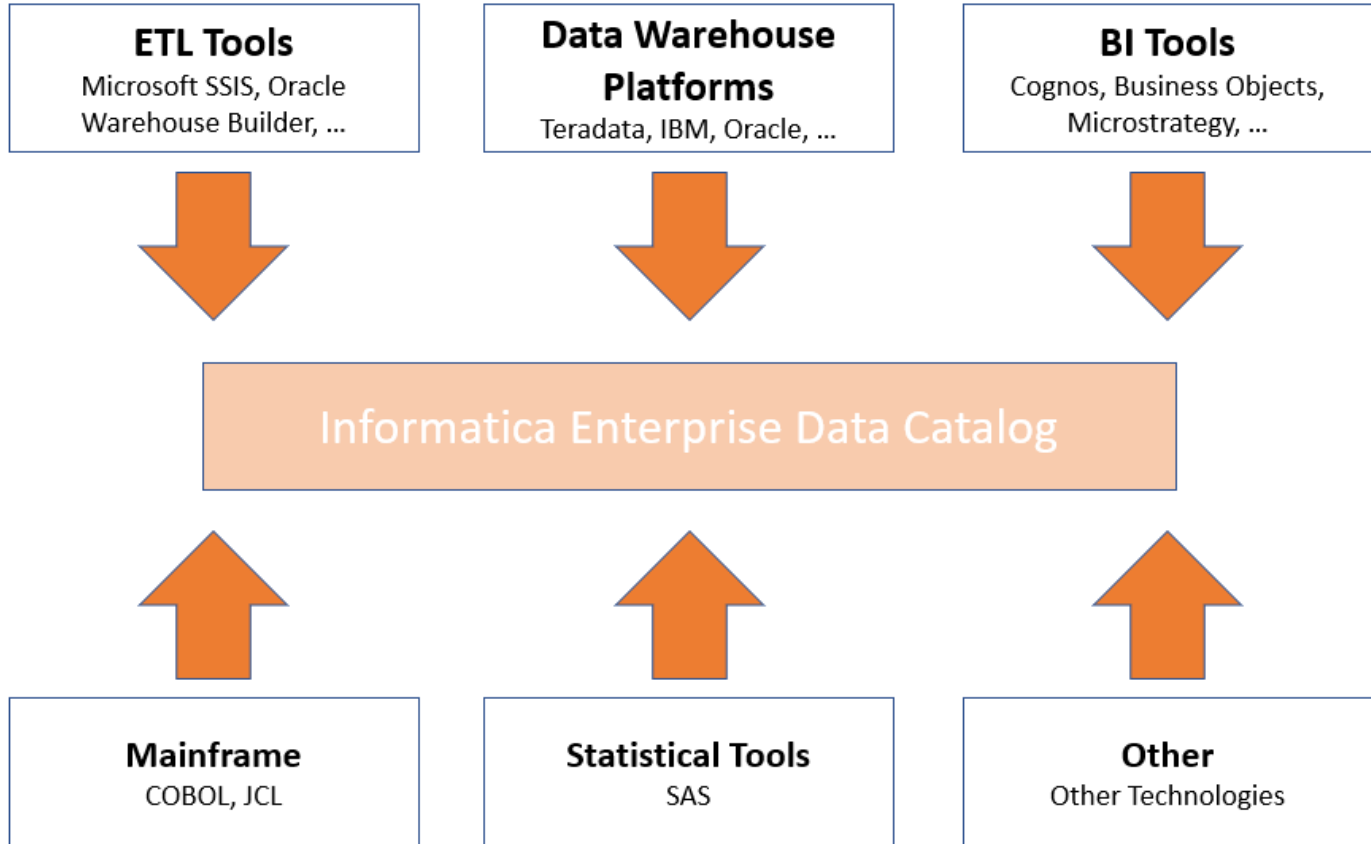 ETL Tools
Microsoft SSIS, Oracle
Warehouse Builder, ...
Data Warehouse
Platforms
Teradata, IBM, Oracle, ...
BI Tools
Cognos, Business Objects,
Microstrategy, ...
Informatica Enterprise Data Catalog
Mainframe
COBOL, JCL
Statistical Tools
SAS
Other
Other Technologies